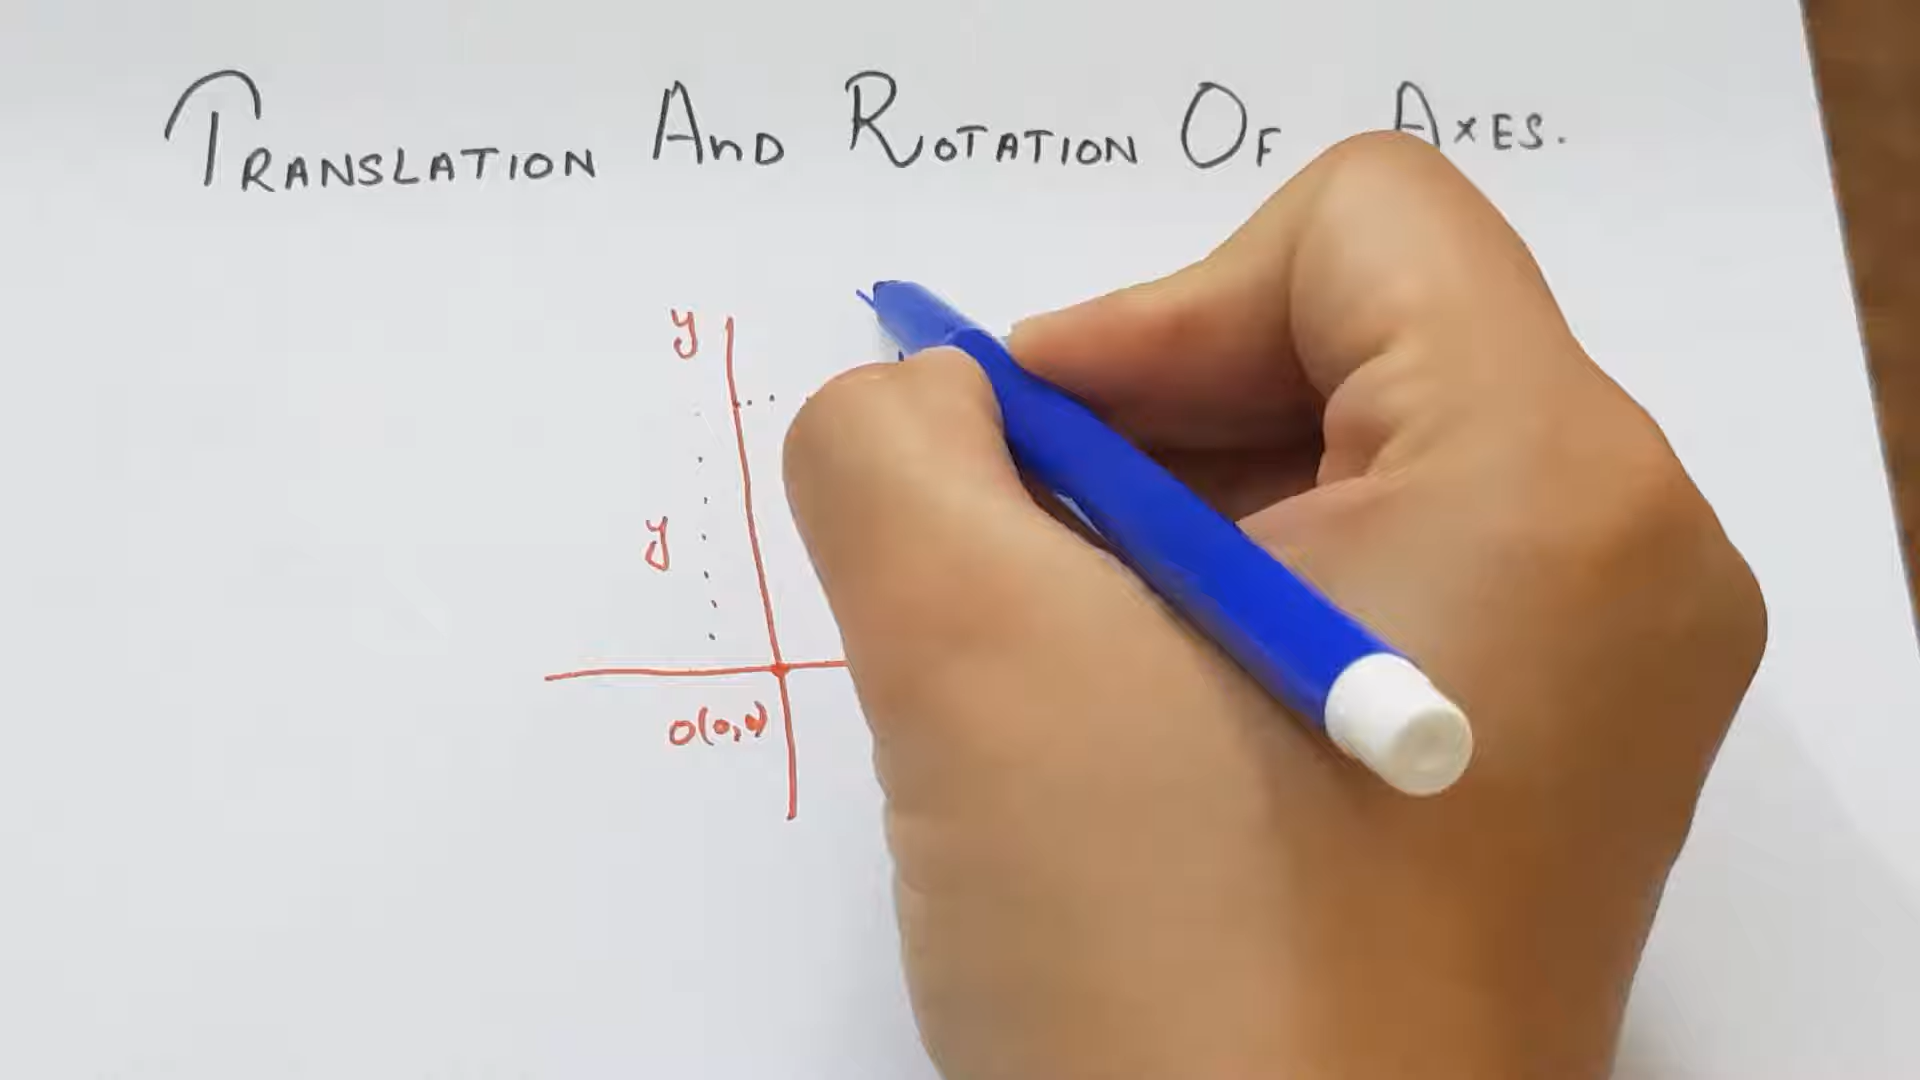 TRANSLATION AND ROTATION OF AXES.
y
y
O(0,0)